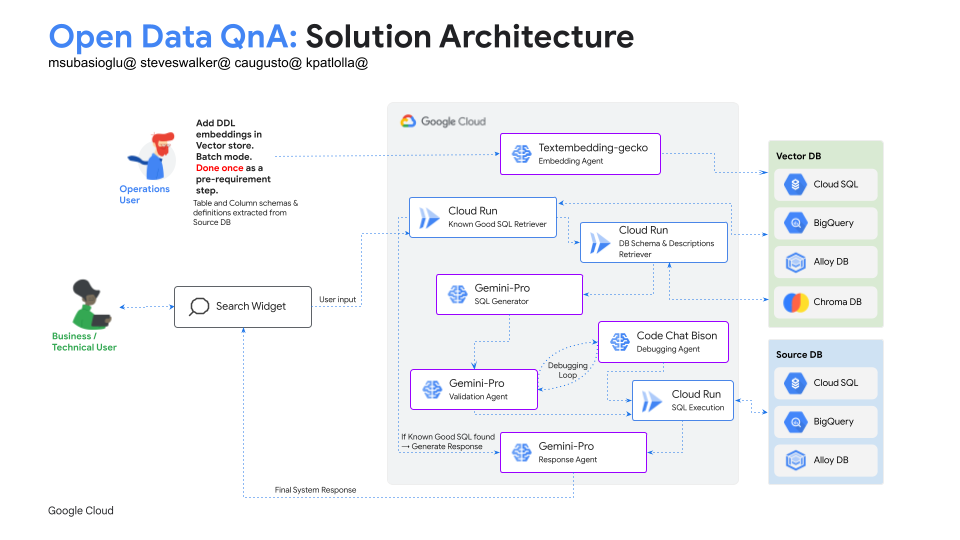 Open Data QnA: Solution Architecture
msubasioglu@ steveswalker@ caugusto@ kpatlolla@
Operations
User
Add DDL
embeddings in
Vector store.
Batch mode.
Done once as a
pre-requirement
step.
Table and Column schemas &
definitions extracted from
Source DB
Google Cloud
Textembedding-gecko
Embedding Agent
Cloud Run
Known Good SQL Retriever
Cloud Run
DB Schema & Descriptions
Retriever
Gemini-Pro
SQL Generator
Code Chat Bison
Debugging Agent
Debugging
Loop
Gemini-Pro
Validation Agent
Cloud Run
SQL Execution
If Known Good SQL found
→ Generate Response
Gemini-Pro
Response Agent
Vector DB
Cloud SQL
BigQuery
Alloy DB
Chroma DB
Source DB
Cloud SQL
BigQuery
Alloy DB
Business /
Technical User
Search Widget
User input
Final System Response
Google Cloud